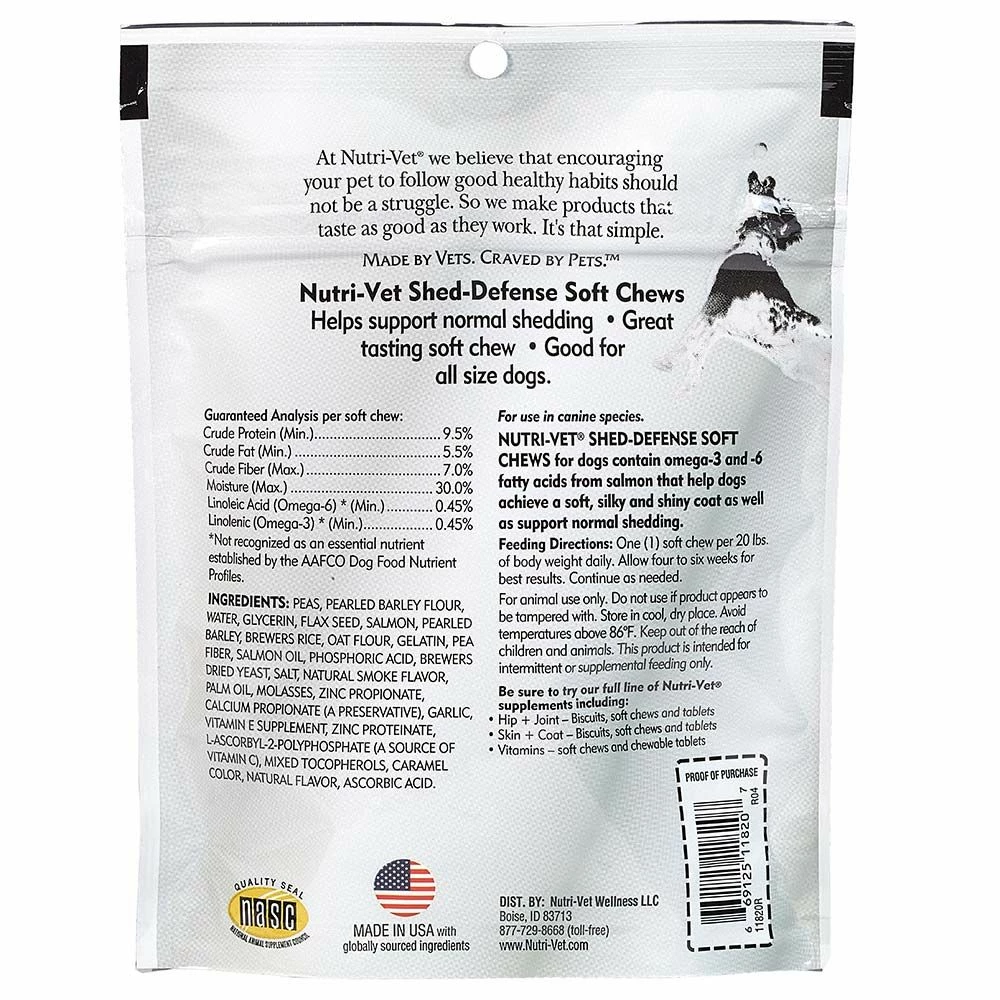 At Nutri-Vet® we believe that encouraging
your pet to follow good healthy habits should
not be a struggle. So we make products that
taste as good as they work. It's that simple.
MADE BY VETS. CRAVED BY PETS.™
Nutri-Vet Shed-Defense Soft Chews
Helps support normal shedding • Great
tasting soft chew • Good for
all size dogs.
Guaranteed Analysis per soft chew:
Crude Protein (Min.)............................9.5%
Crude Fat (Min.) ................................5.5%
Crude Fiber (Max.) ..............................7.0%
Moisture (Max.) ...............................30.0%
Linoleic Acid (Omega-6) * (Min.)...........0.45%
Linolenic (Omega-3) * (Min.)................0.45%
*Not recognized as an essential nutrient
established by the AAFCO Dog Food Nutrient
Profiles.
INGREDIENTS: PEAS, PEARLED BARLEY FLOUR,
WATER, GLYCERIN, FLAX SEED, SALMON, PEARLED
BARLEY, BREWERS RICE, OAT FLOUR, GELATIN, PEA
FIBER, SALMON OIL, PHOSPHORIC ACID, BREWERS
DRIED YEAST, SALT, NATURAL SMOKE FLAVOR,
PALM OIL, MOLASSES, ZINC PROPIONATE,
CALCIUM PROPIONATE (A PRESERVATIVE), GARLIC,
VITAMIN E SUPPLEMENT, ZINC PROTEINATE,
L-ASCORBYL-2-POLYPHOSPHATE (A SOURCE OF
VITAMIN C), MIXED TOCOPHEROLS, CARAMEL
COLOR, NATURAL FLAVOR, ASCORBIC ACID.
For use in canine species.
NUTRI-VET® SHED-DEFENSE SOFT
CHEWS for dogs contain omega-3 and -6
fatty acids from salmon that help dogs
achieve a soft, silky and shiny coat as well
as support normal shedding.
Feeding Directions: One (1) soft chew per 20 lbs.
of body weight daily. Allow four to six weeks for
best results. Continue as needed.
For animal use only. Do not use if product appears to
be tampered with. Store in cool, dry place. Avoid
temperatures above 86°F. Keep out of the reach of
children and animals. This product is intended for
intermittent or supplemental feeding only.
Be sure to try our full line of Nutri-Vet®
supplements including:
• Hip + Joint – Biscuits, soft chews and tablets
• Skin + Coat – Biscuits, soft chews and tablets
• Vitamins – soft chews and chewable tablets
PROOF OF PURCHASE
6 69125 11820 7
R04
11820R
QUALITY SEAL
nasc
NATIONAL ANIMAL SUPPLEMENT COUNCIL
MADE IN USA with
globally sourced ingredients
DIST. BY: Nutri-Vet Wellness LLC
Boise, ID 83713
877-729-8668 (toll-free)
www.Nutri-Vet.com